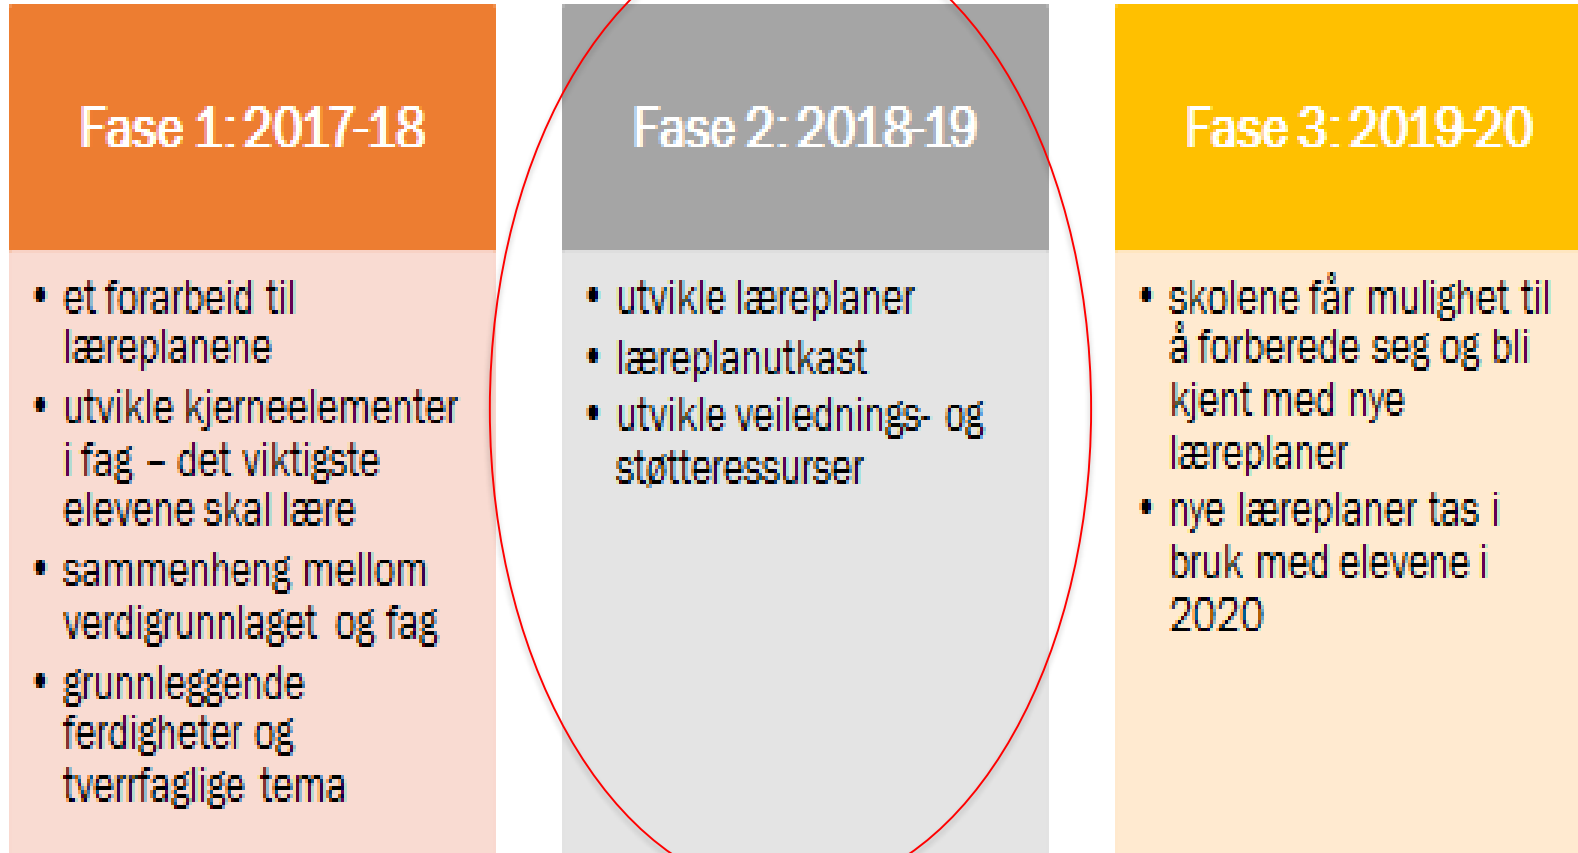 Fase 1: 2017-18
• et forarbeid til
læreplanene
• utvikle kjerneelementer
i fag – det viktigste
elevene skal lære
• sammenheng mellom
verdigrunnlaget og fag
• grunnleggende
ferdigheter og
tverrfaglige tema
Fase 2: 2018-19
• utvikle læreplaner
• læreplanutkast
• utvikle veilednings- og
støtteressurser
Fase 3: 2019-20
• skolene får mulighet til
å forberede seg og bli
kjent med nye
læreplaner
• nye læreplaner tas i
bruk med elevene i
2020